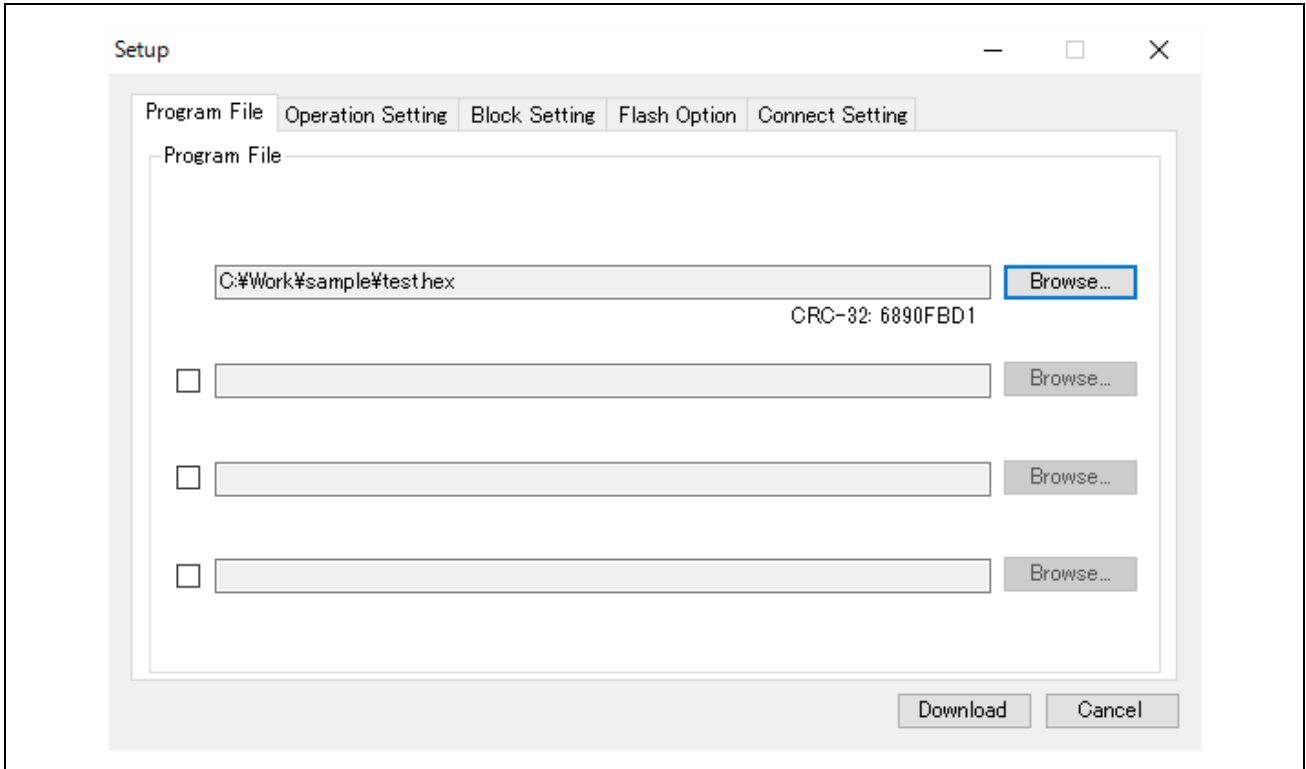 Setup
Program File Operation Setting Block Setting Flash Option Connect Setting
Program File
C:¥Work¥sample¥test.hex Browse...
CRC-32: 6890FBD1
Browse...
Browse...
Browse...
Download Cancel